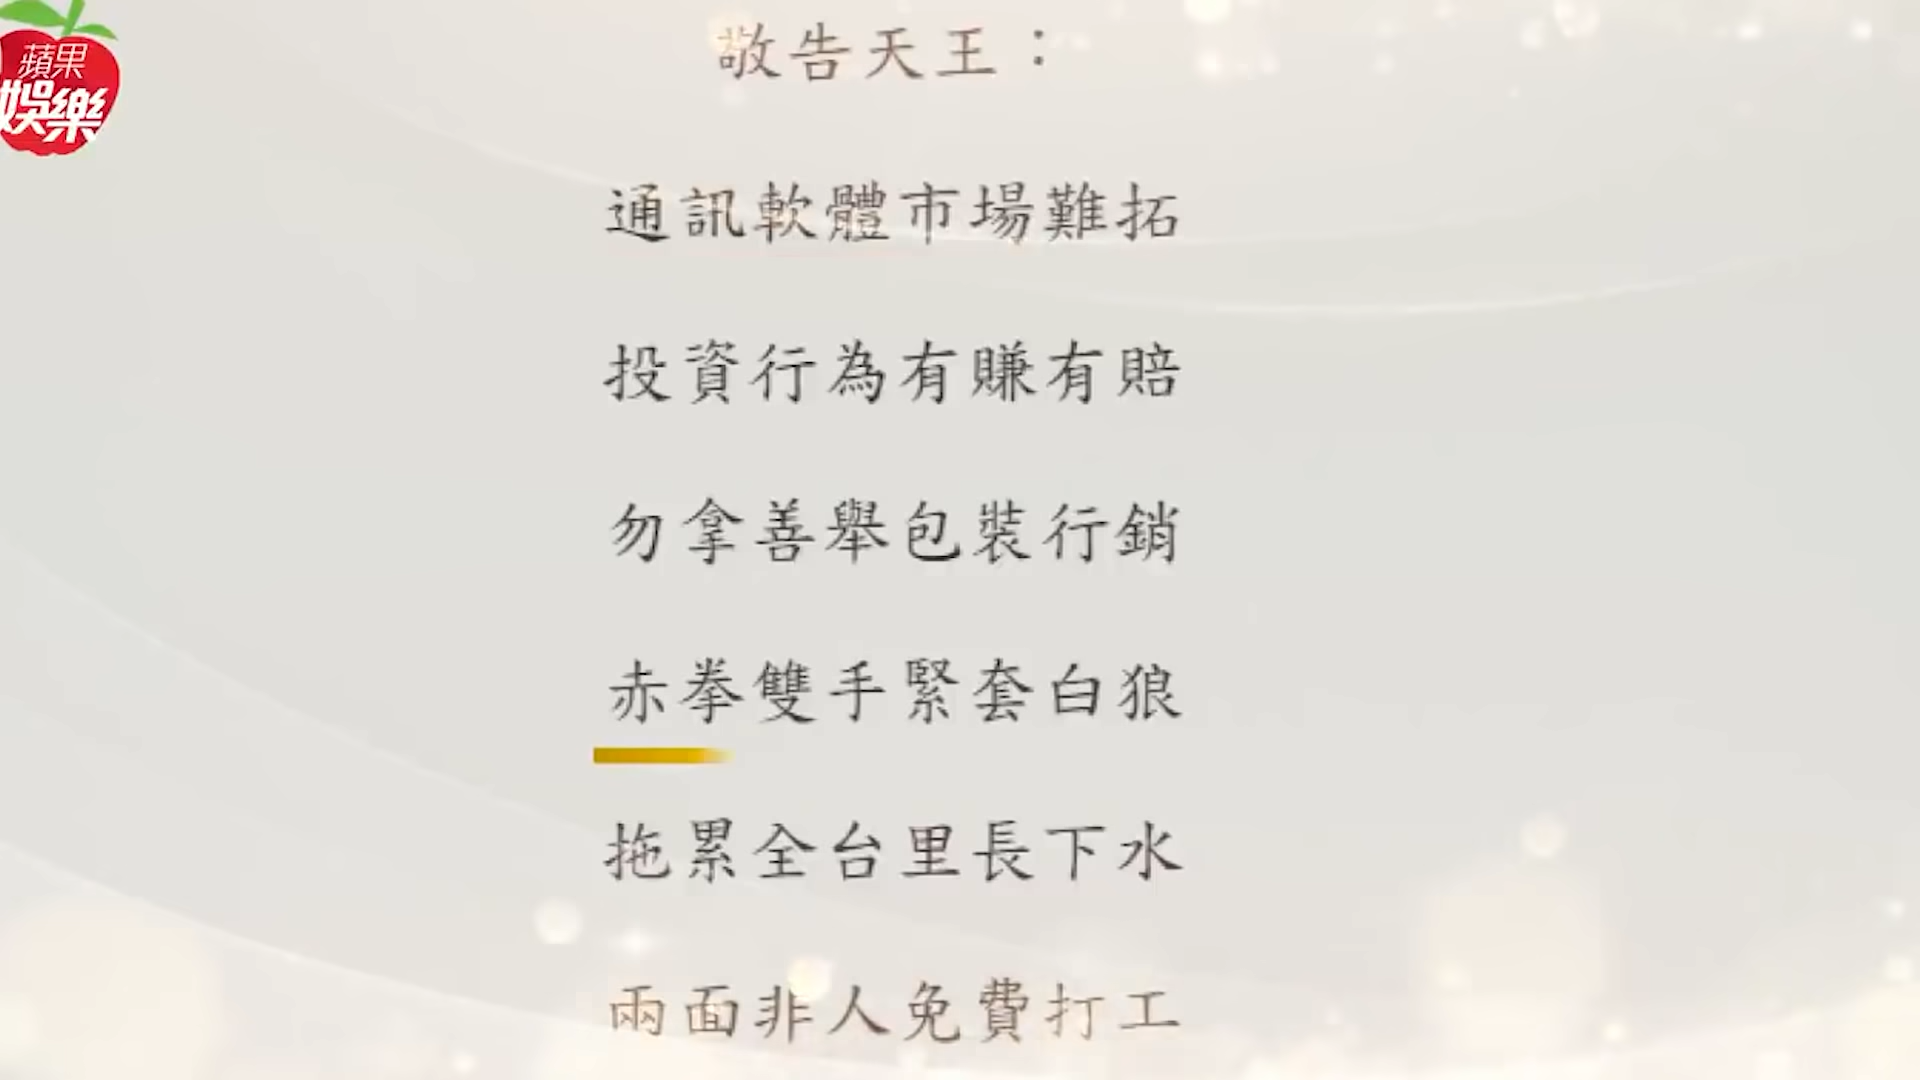 蘋果
娛樂
敬告天王：
通訊軟體市場難拓
投資行為有賺有賠
勿拿善舉包裝行銷
赤拳雙手緊套白狼
拖累全台里長下水
兩面非人免費打工